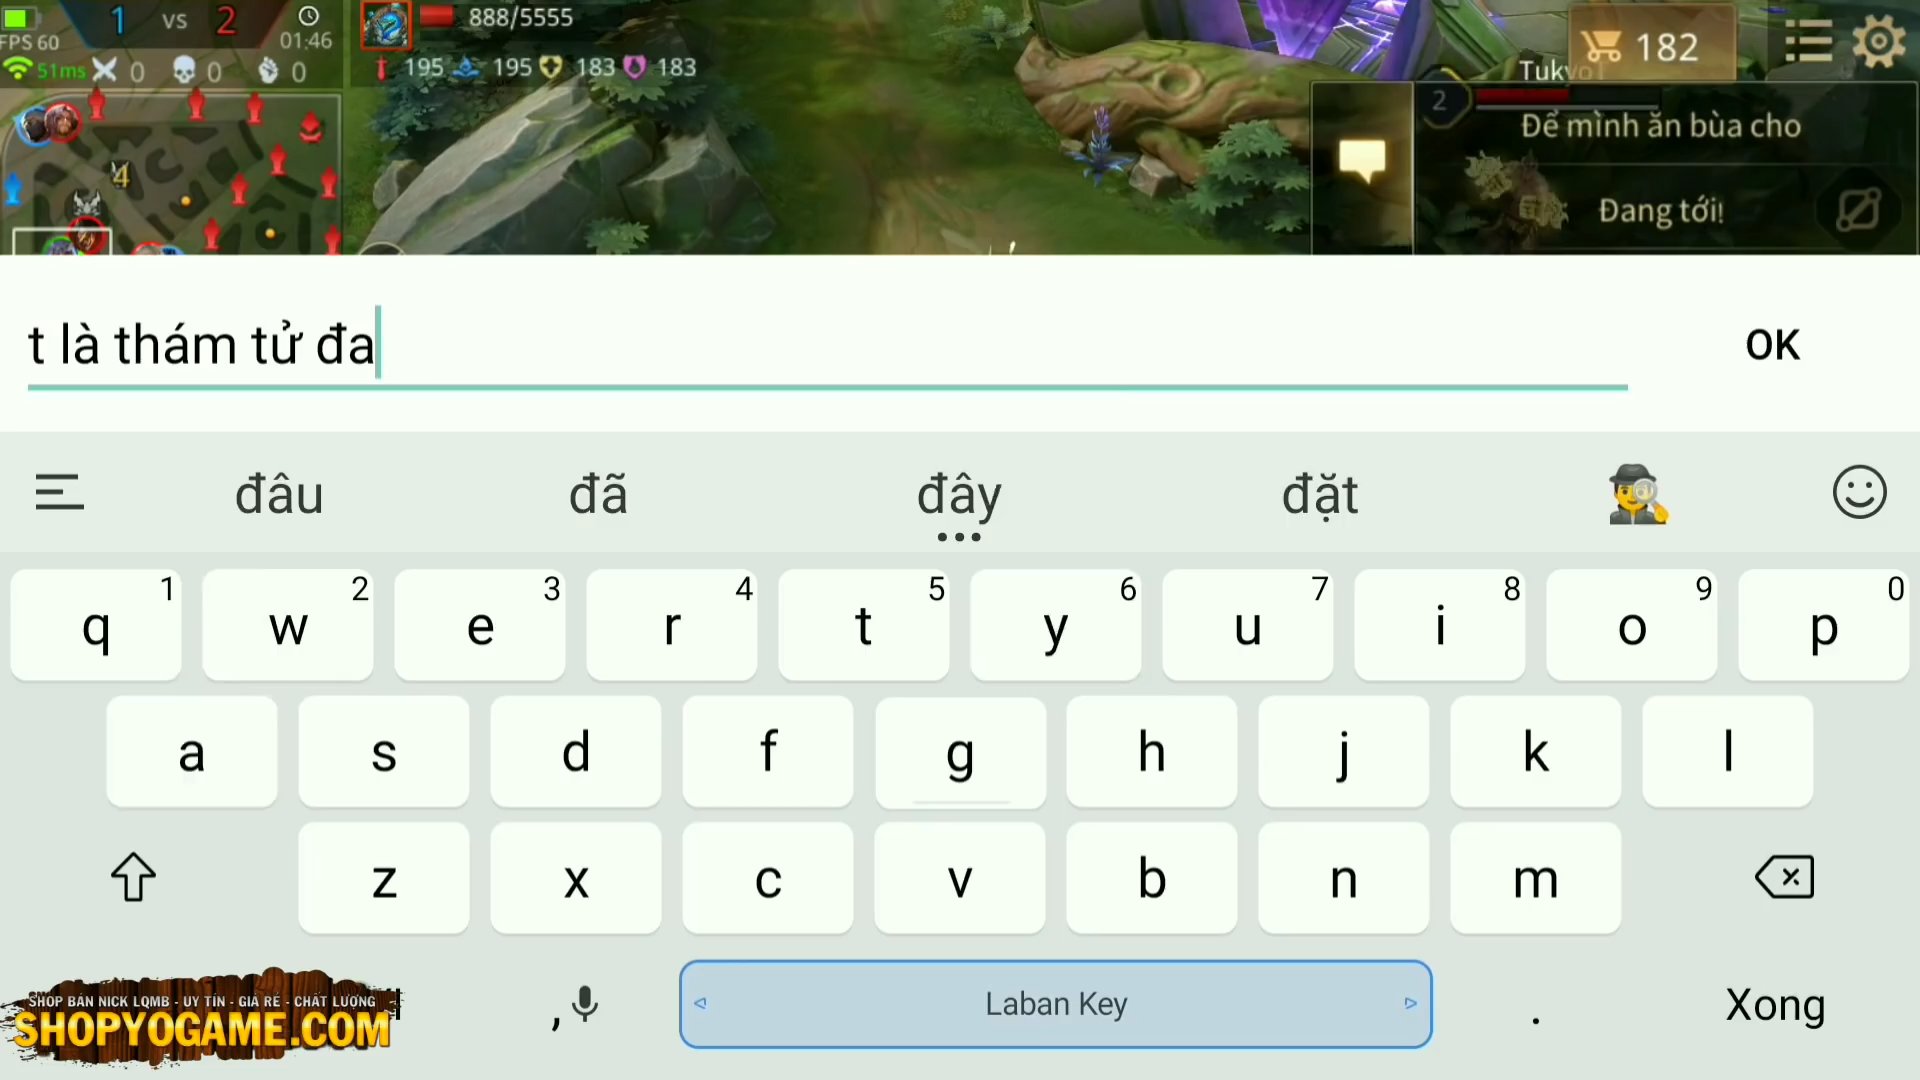 1 vs 2
FPS 60
01:46
51ms 0 0 0
4
888/5555
195 195 183 183
182
2
Để mình ăn bùa cho
Đang tới!
t là thám tử đa
OK
đâu đã đây đặt
q 1 w 2 e 3 r 4 t 5 y 6 u 7 i 8 o 9 p 0
a s d f g h j k l
z x c v b n m
, Laban Key . Xong
SHOP BÁN NICK LQMB - UY TÍN - GIÁ RẺ - CHẤT LƯỢNG
SHOPYOGAME.COM